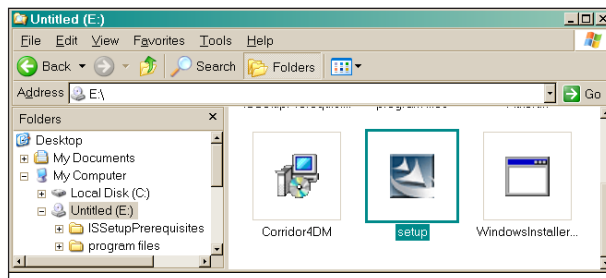 Untitled (E:)
File Edit View Favorites Tools Help
Back Search Folders
Address E:\ Go
Folders
Desktop
My Documents
My Computer
Local Disk (C:)
Untitled (E:)
ISSetupPrerequisites
program files
Corridor4DM
setup
WindowsInstaller...